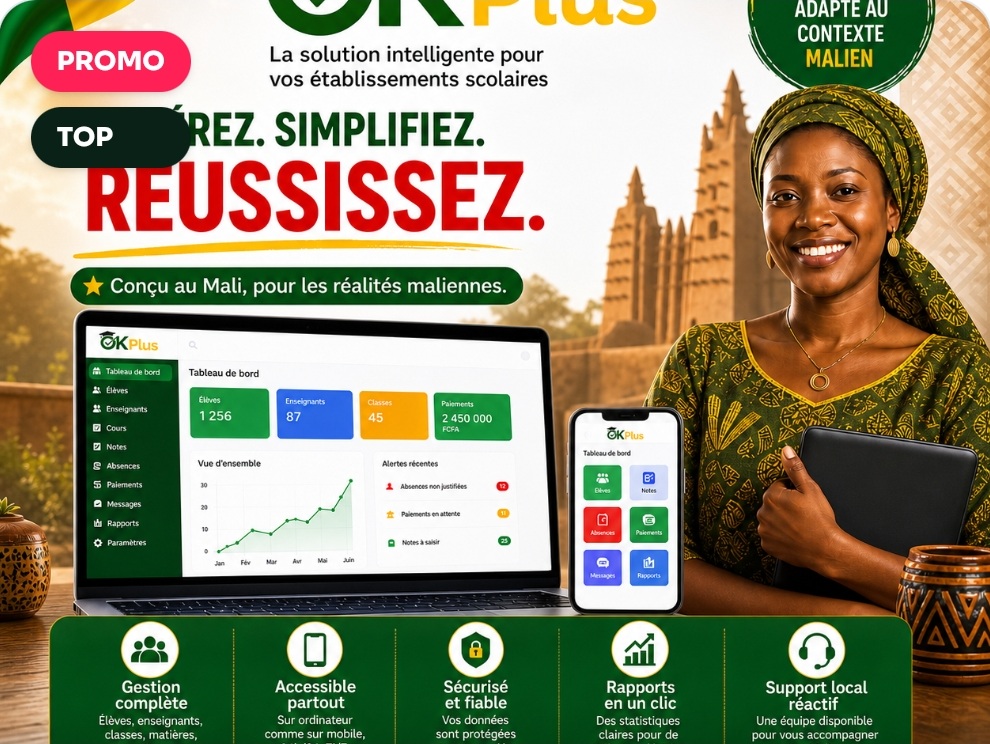 OKPlus
La solution intelligente pour
vos établissements scolaires
ADAPTÉ AU
CONTEXTE
MALIEN
PROMO
TOP
REZ. SIMPLIFIEZ.
RÉUSSISSEZ.
Conçu au Mali, pour les réalités maliennes.
OKPlus
Tableau de bord
Élèves
Enseignants
Cours
Notes
Absences
Paiements
Messages
Rapports
Paramètres
Tableau de bord
Élèves
1 256
Enseignants
87
Classes
45
Paiements
2 450 000
FCFA
Vue d'ensemble
30
20
10
0
Jan Fév Mar Avr Mai Juin
Alertes récentes
Absences non justifiées 12
Paiements en attente
Notes à saisir 25
OKPlus
Tableau de bord
Élèves Notes
Absences Paiements
Messages Rapports
Gestion
complète
Élèves, enseignants,
classes, matières,
Accessible
partout
Sur ordinateur
comme sur mobile,
Sécurisé
et fiable
Vos données
sont protégées
Rapports
en un clic
Des statistiques
claires pour de
Support local
réactif
Une équipe disponible
pour vous accompagner